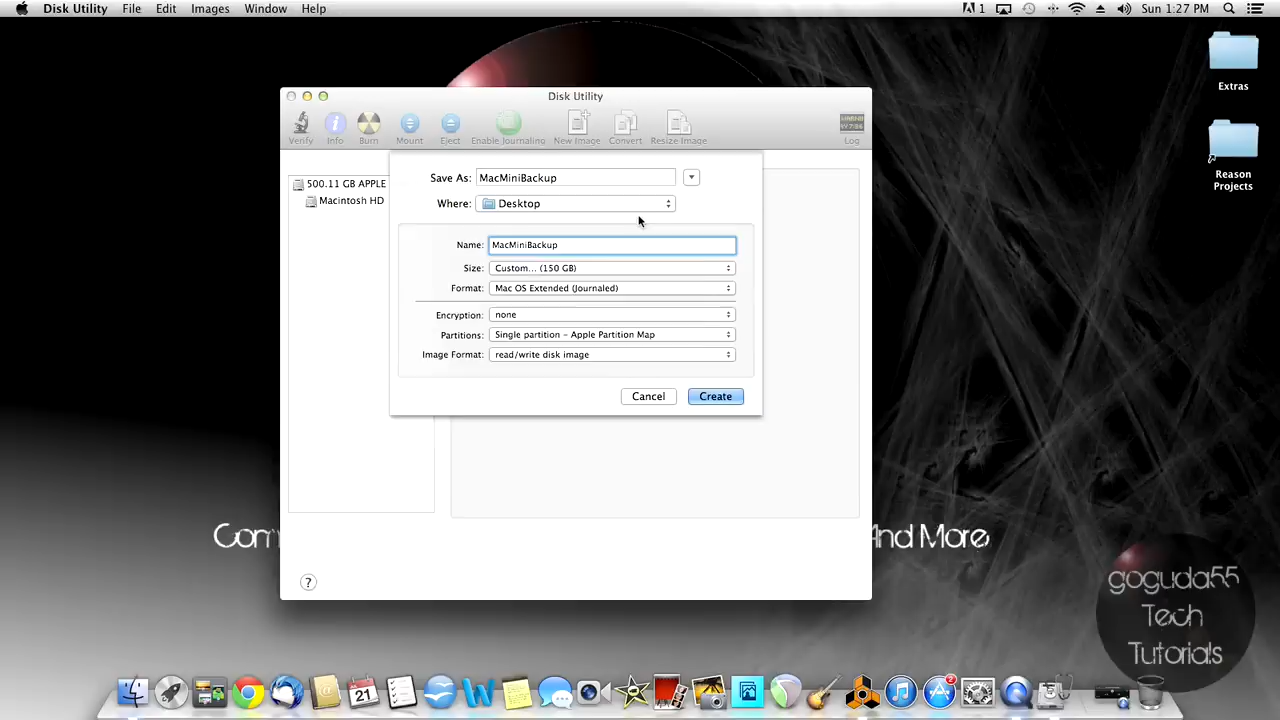 Disk Utility File Edit Images Window Help 1 Sun 1:27 PM
Extras
Reason
Projects
Disk Utility
Verify Info Burn Mount Eject Enable Journaling New Image Convert Resize Image Log
500.11 GB APPLE
Macintosh HD
Save As: MacMiniBackup
Where: Desktop
Name: MacMiniBackup
Size: Custom... (150 GB)
Format: Mac OS Extended (Journaled)
Encryption: none
Partitions: Single partition - Apple Partition Map
Image Format: read/write disk image
Cancel Create
?
Com And More
goguda55
Tech
Tutorials
21
2